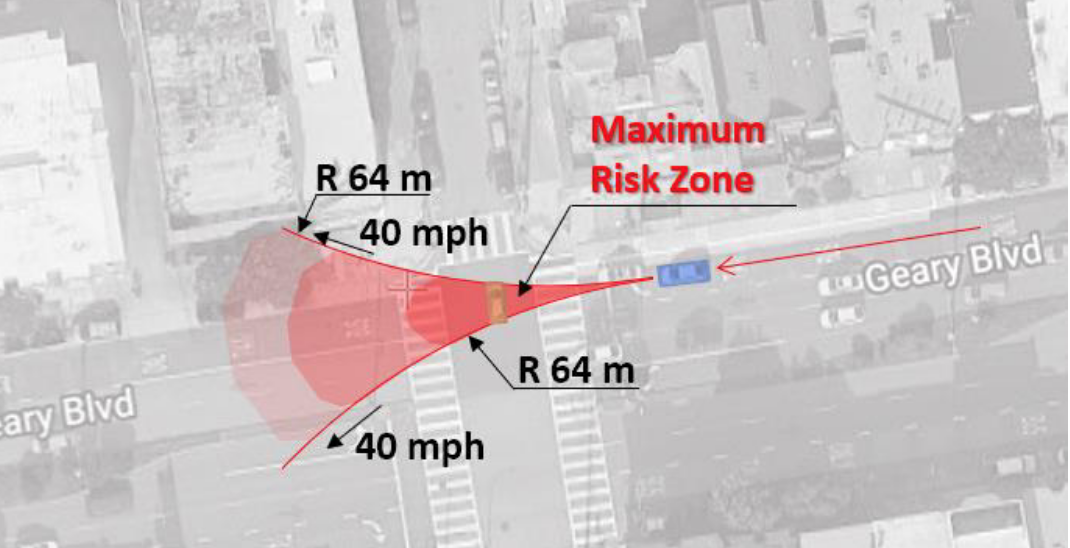 Maximum
Risk Zone
R 64 m
40 mph
Geary Blvd
R 64 m
eary Blvd
40 mph